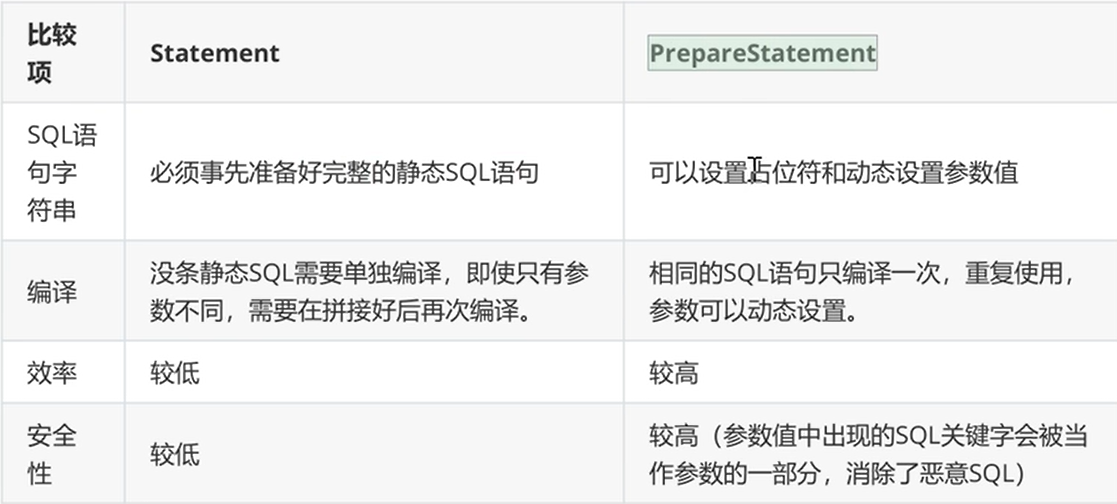 比较
项
Statement
PrepareStatement
SQL语
句字
符串
必须事先准备好完整的静态SQL语句
可以设置占位符和动态设置参数值
编译
没条静态SQL需要单独编译，即使只有参
数不同，需要在拼接好后再次编译。
相同的SQL语句只编译一次，重复使用，
参数可以动态设置。
效率
较低
较高
安全
性
较低
较高（参数值中出现的SQL关键字会被当
作参数的一部分，消除了恶意SQL）